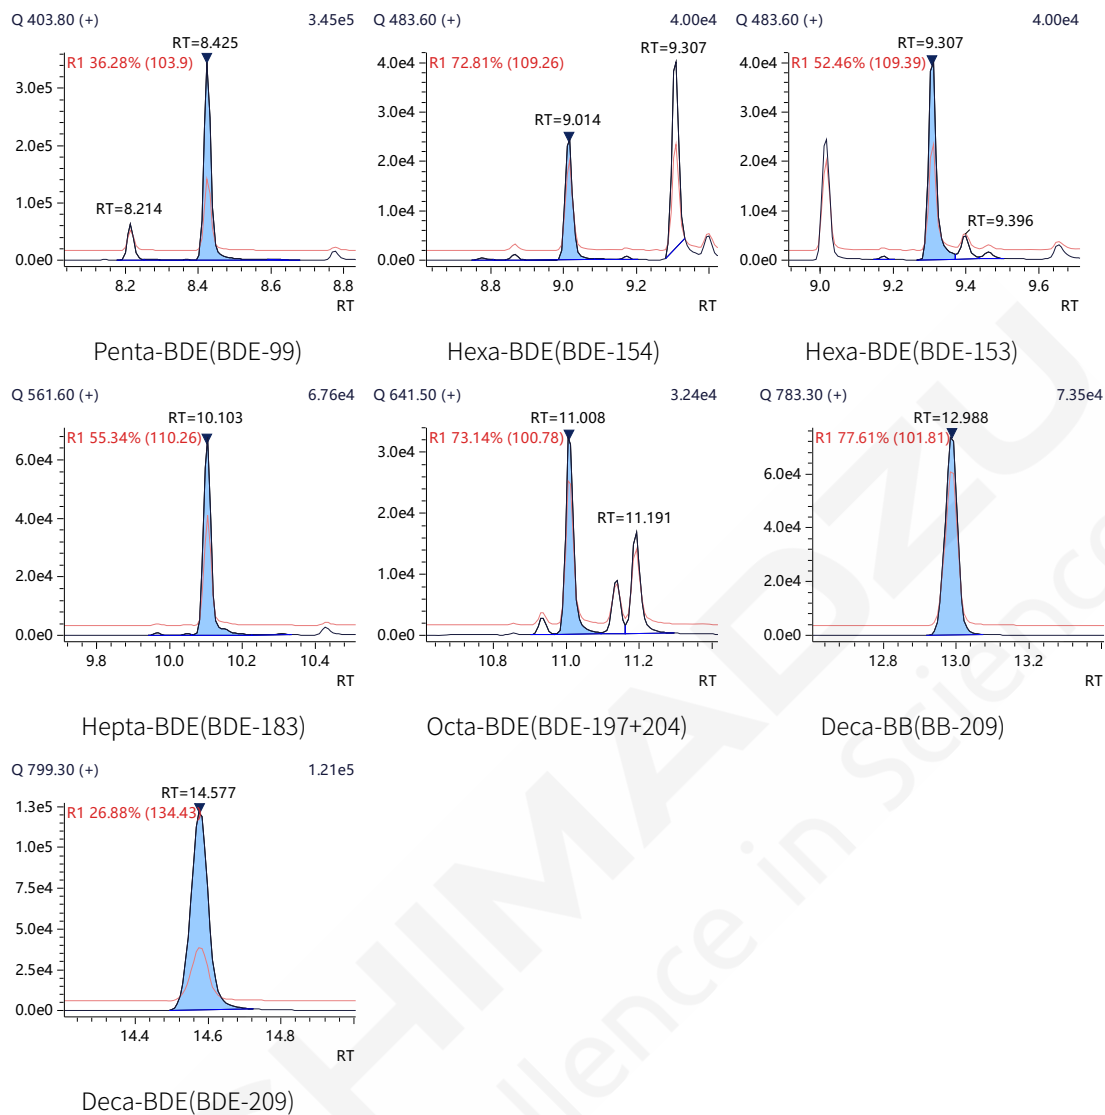 Q 403.80 (+) 3.45e5
RT=8.425
R1 36.28% (103.9)
3.0e5
2.0e5
RT=8.214
1.0e5
0.0e0
8.2 8.4 8.6 8.8
RT
Penta-BDE(BDE-99)
Q 483.60 (+) 4.00e4
RT=9.307
4.0e4
R1 72.81% (109.26)
3.0e4
RT=9.014
2.0e4
1.0e4
0.0e0
8.8 9.0 9.2
RT
Hexa-BDE(BDE-154)
Q 483.60 (+) 4.00e4
RT=9.307
4.0e4
R1 52.46% (109.39)
3.0e4
2.0e4
1.0e4
RT=9.396
0.0e0
9.0 9.2 9.4 9.6
RT
Hexa-BDE(BDE-153)
Q 561.60 (+) 6.76e4
RT=10.103
R1 55.34% (110.26)
6.0e4
4.0e4
2.0e4
0.0e0
9.8 10.0 10.2 10.4
RT
Hepta-BDE(BDE-183)
Q 641.50 (+) 3.24e4
RT=11.008
R1 73.14% (100.78)
3.0e4
2.0e4
RT=11.191
1.0e4
0.0e0
10.8 11.0 11.2
RT
Octa-BDE(BDE-197+204)
Q 783.30 (+) 7.35e4
RT=12.988
R1 77.61% (101.81)
6.0e4
4.0e4
2.0e4
0.0e0
12.8 13.0 13.2
RT
Deca-BB(BB-209)
Q 799.30 (+) 1.21e5
RT=14.577
1.3e5
R1 26.88% (134.43)
1.0e5
7.5e4
5.0e4
2.5e4
0.0e0
14.4 14.6 14.8
RT
Deca-BDE(BDE-209)
SHIMADZU
llence in Science